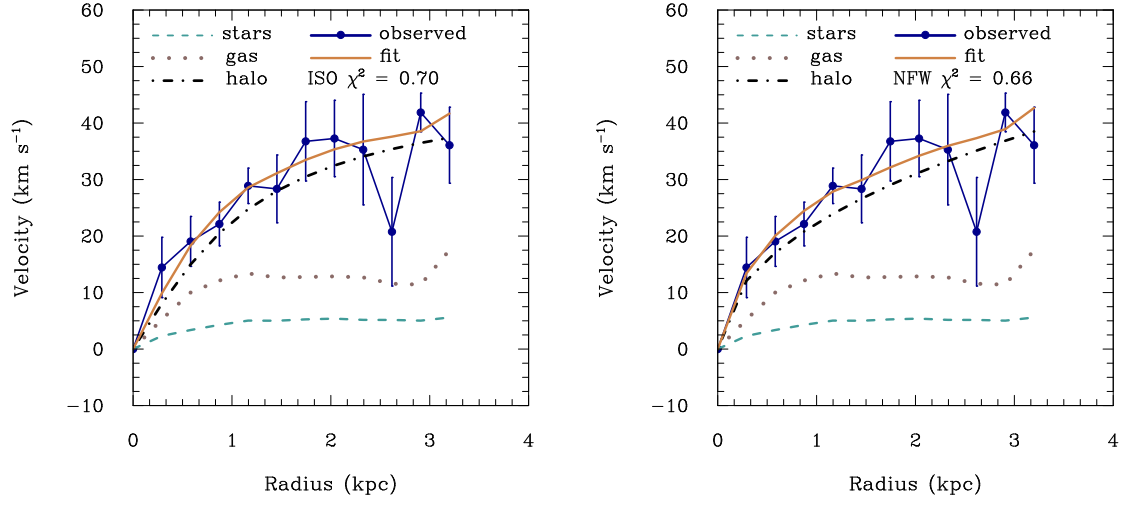 60
50
40
30
20
10
0
−10
0 1 2 3 4
Velocity (km s⁻¹)
Radius (kpc)
stars
gas
halo
observed
fit
ISO χ² = 0.70
60
50
40
30
20
10
0
−10
0 1 2 3 4
Velocity (km s⁻¹)
Radius (kpc)
stars
gas
halo
observed
fit
NFW χ² = 0.66